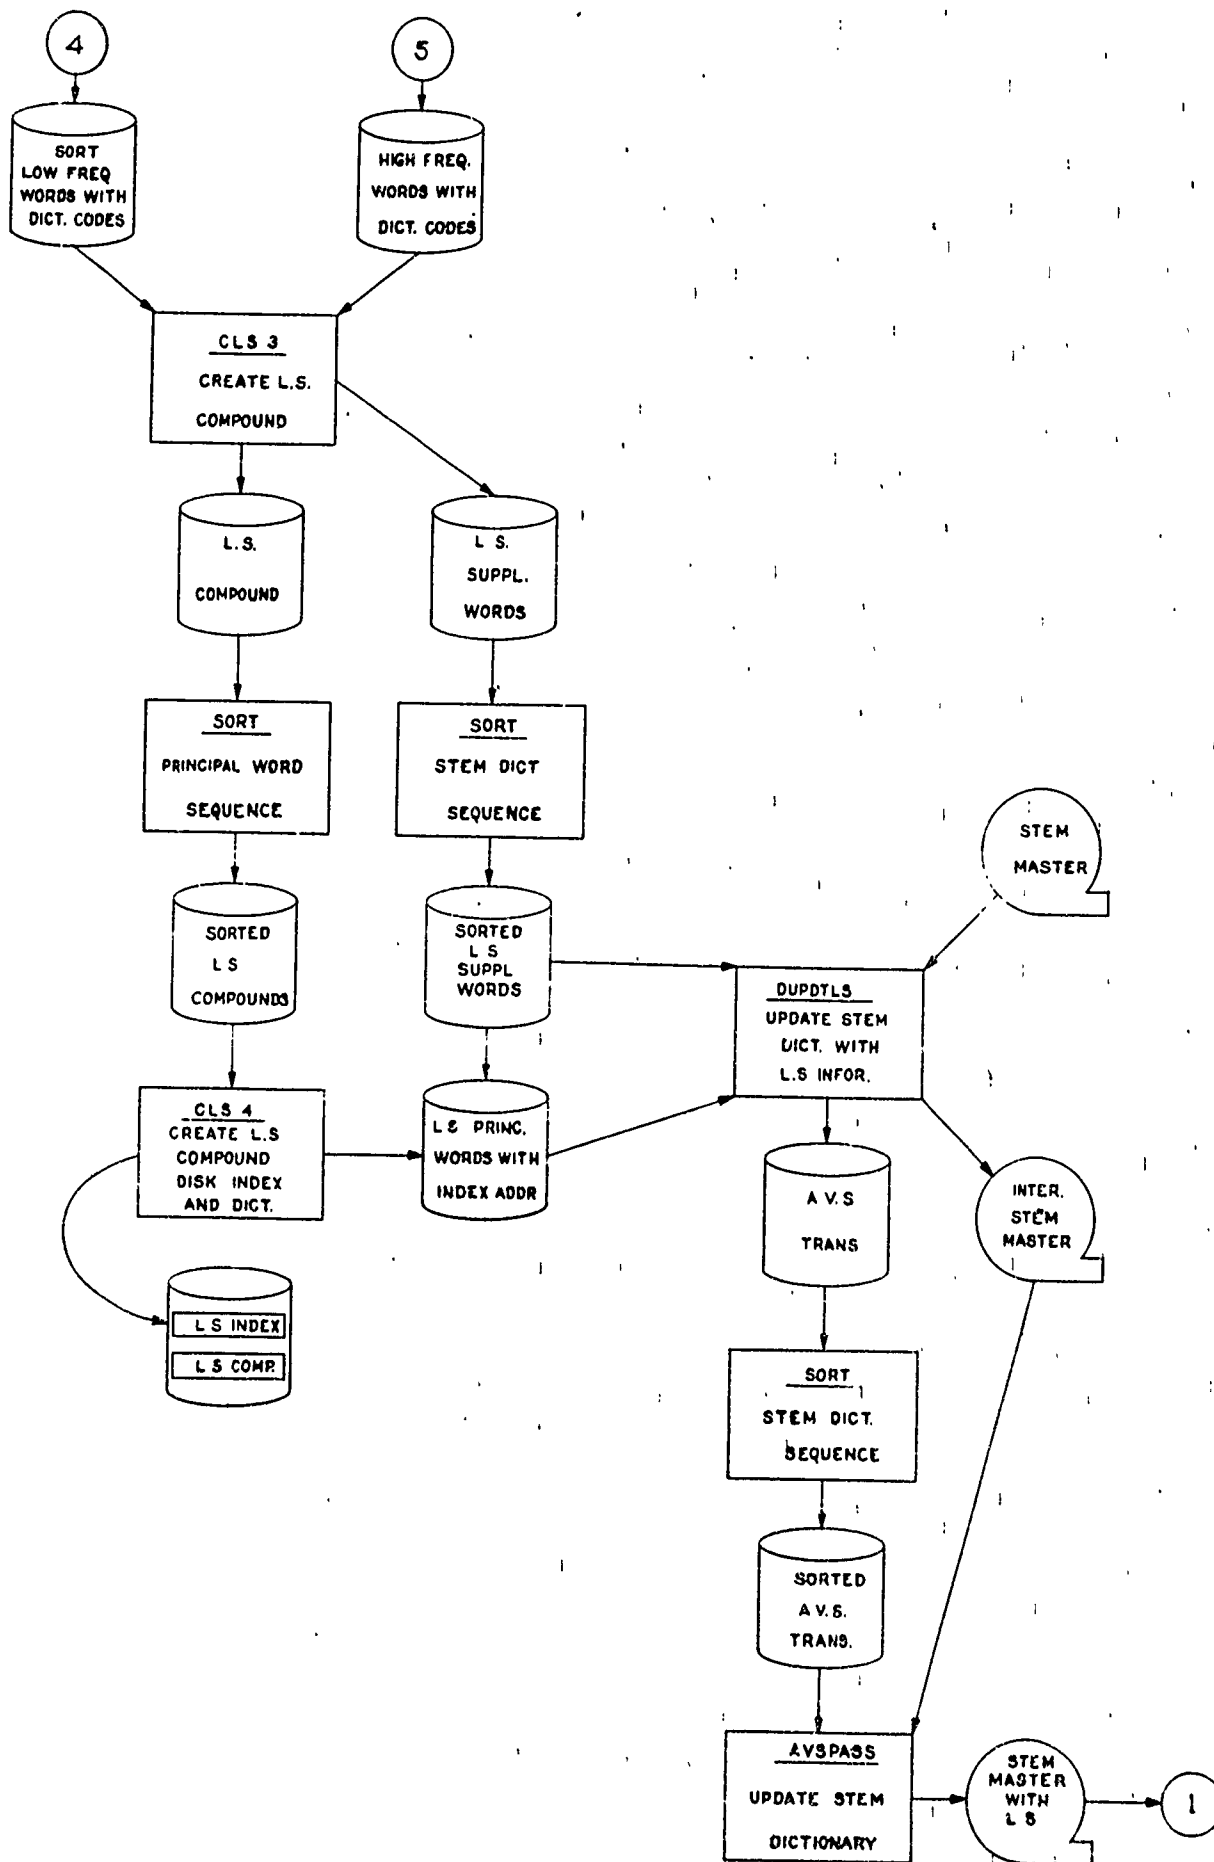 4
5
SORT
LOW FREQ
WORDS WITH
DICT. CODES
HIGH FREQ.
WORDS WITH
DICT. CODES
CLS 3
CREATE L.S.
COMPOUND
L.S.
COMPOUND
L S.
SUPPL.
WORDS
SORT
PRINCIPAL WORD
SEQUENCE
SORT
STEM DICT
SEQUENCE
STEM
MASTER
SORTED
L S
COMPOUNDS
SORTED
L S
SUPPL
WORDS
DUPDTLS
UPDATE STEM
DICT. WITH
L.S INFOR.
CLS 4
CREATE L.S
COMPOUND
DISK INDEX
AND DICT.
L S PRINC.
WORDS WITH
INDEX ADDR
A V.S
TRANS
INTER.
STEM
MASTER
L S INDEX
L S COMP.
SORT
STEM DICT.
SEQUENCE
SORTED
A V.S.
TRANS.
AVSPASS
UPDATE STEM
DICTIONARY
STEM
MASTER
WITH
L S
1